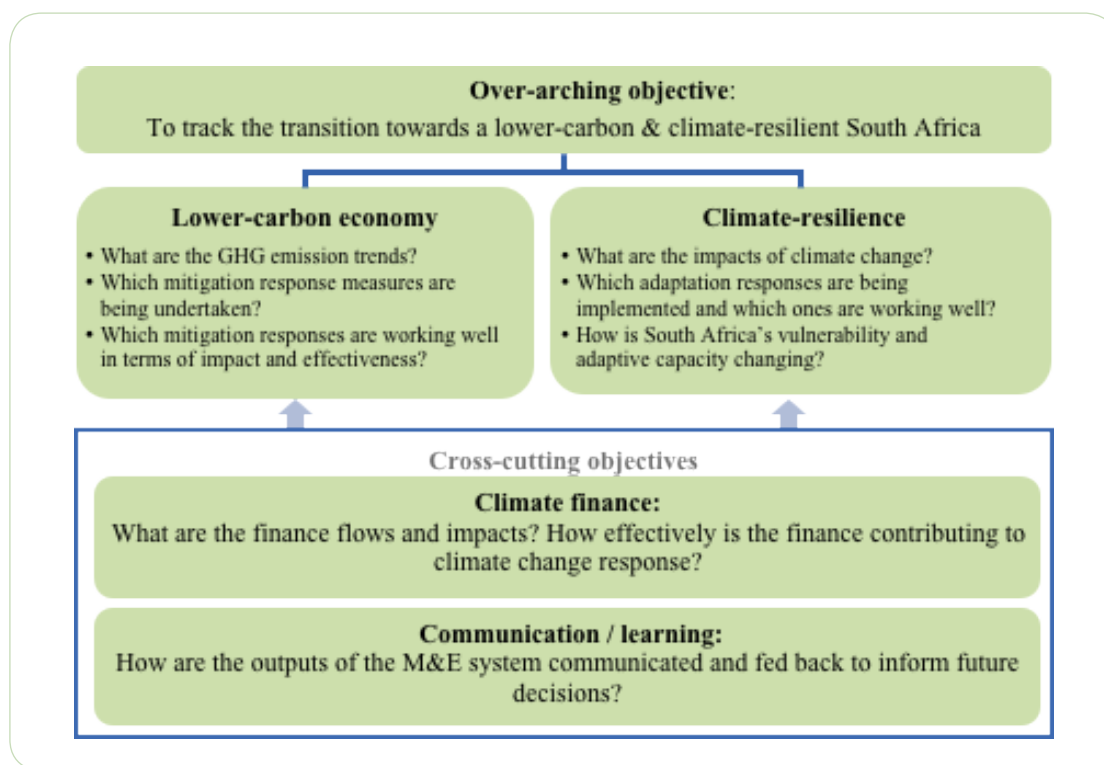 Over-arching objective:
To track the transition towards a lower-carbon & climate-resilient South Africa
Lower-carbon economy
• What are the GHG emission trends?
• Which mitigation response measures are
being undertaken?
• Which mitigation responses are working well
in terms of impact and effectiveness?
Climate-resilience
• What are the impacts of climate change?
• Which adaptation responses are being
implemented and which ones are working well?
• How is South Africa's vulnerability and
adaptive capacity changing?
Cross-cutting objectives
Climate finance:
What are the finance flows and impacts? How effectively is the finance contributing to
climate change response?
Communication / learning:
How are the outputs of the M&E system communicated and fed back to inform future
decisions?